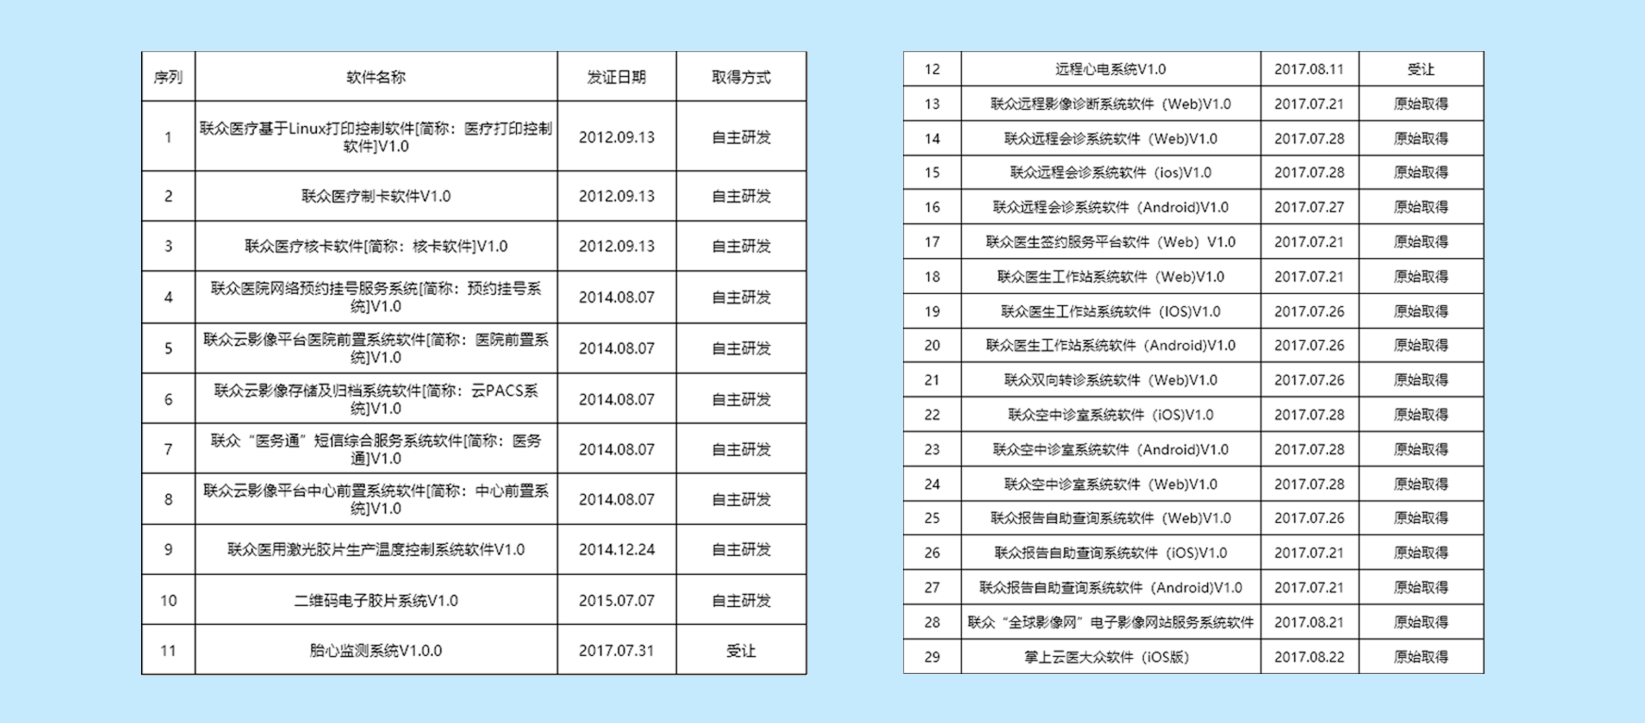 序列 软件名称 发证日期 取得方式
1 联众医疗基于Linux打印控制软件[简称：医疗打印控制
软件]V1.0 2012.09.13 自主研发
2 联众医疗制卡软件V1.0 2012.09.13 自主研发
3 联众医疗核卡软件[简称：核卡软件]V1.0 2012.09.13 自主研发
4 联众医院网络预约挂号服务系统[简称：预约挂号系
统]V1.0 2014.08.07 自主研发
5 联众云影像平台医院前置系统软件[简称：医院前置系
统]V1.0 2014.08.07 自主研发
6 联众云影像存储及归档系统软件[简称：云PACS系
统]V1.0 2014.08.07 自主研发
7 联众“医务通”短信综合服务系统软件[简称：医务
通]V1.0 2014.08.07 自主研发
8 联众云影像平台中心前置系统软件[简称：中心前置系
统]V1.0 2014.08.07 自主研发
9 联众医用激光胶片生产温度控制系统软件V1.0 2014.12.24 自主研发
10 二维码电子胶片系统V1.0 2015.07.07 自主研发
11 胎心监测系统V1.0.0 2017.07.31 受让
12 远程心电系统V1.0 2017.08.11 受让
13 联众远程影像诊断系统软件（Web)V1.0 2017.07.21 原始取得
14 联众远程会诊系统软件（Web)V1.0 2017.07.28 原始取得
15 联众远程会诊系统软件（ios)V1.0 2017.07.28 原始取得
16 联众远程会诊系统软件（Android)V1.0 2017.07.27 原始取得
17 联众医生签约服务平台软件（Web）V1.0 2017.07.21 原始取得
18 联众医生工作站系统软件（Web)V1.0 2017.07.21 原始取得
19 联众医生工作站系统软件（IOS)V1.0 2017.07.26 原始取得
20 联众医生工作站系统软件（Android)V1.0 2017.07.26 原始取得
21 联众双向转诊系统软件（Web)V1.0 2017.07.26 原始取得
22 联众空中诊室系统软件（iOS)V1.0 2017.07.28 原始取得
23 联众空中诊室系统软件（Android)V1.0 2017.07.28 原始取得
24 联众空中诊室系统软件（Web)V1.0 2017.07.28 原始取得
25 联众报告自助查询系统软件（Web)V1.0 2017.07.26 原始取得
26 联众报告自助查询系统软件（iOS)V1.0 2017.07.21 原始取得
27 联众报告自助查询系统软件（Android)V1.0 2017.07.21 原始取得
28 联众“全球影像网”电子影像网站服务系统软件 2017.08.21 原始取得
29 掌上云医大众软件（iOS版） 2017.08.22 原始取得